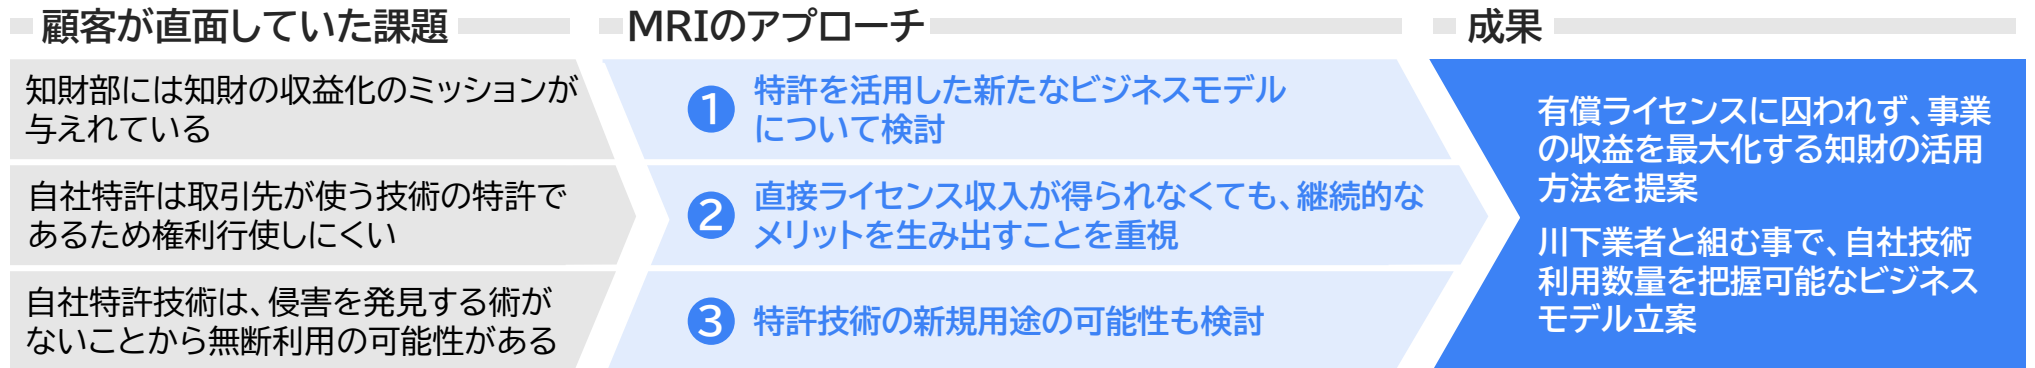 顧客が直面していた課題
知財部には知財の収益化のミッションが
与えれている
自社特許は取引先が使う技術の特許で
あるため権利行使しにくい
自社特許技術は、侵害を発見する術が
ないことから無断利用の可能性がある
MRIのアプローチ
1 特許を活用した新たなビジネスモデル
について検討
2 直接ライセンス収入が得られなくても、継続的な
メリットを生み出すことを重視
3 特許技術の新規用途の可能性も検討
成果
有償ライセンスに囚われず、事業
の収益を最大化する知財の活用
方法を提案
川下業者と組む事で、自社技術
利用数量を把握可能なビジネス
モデル立案